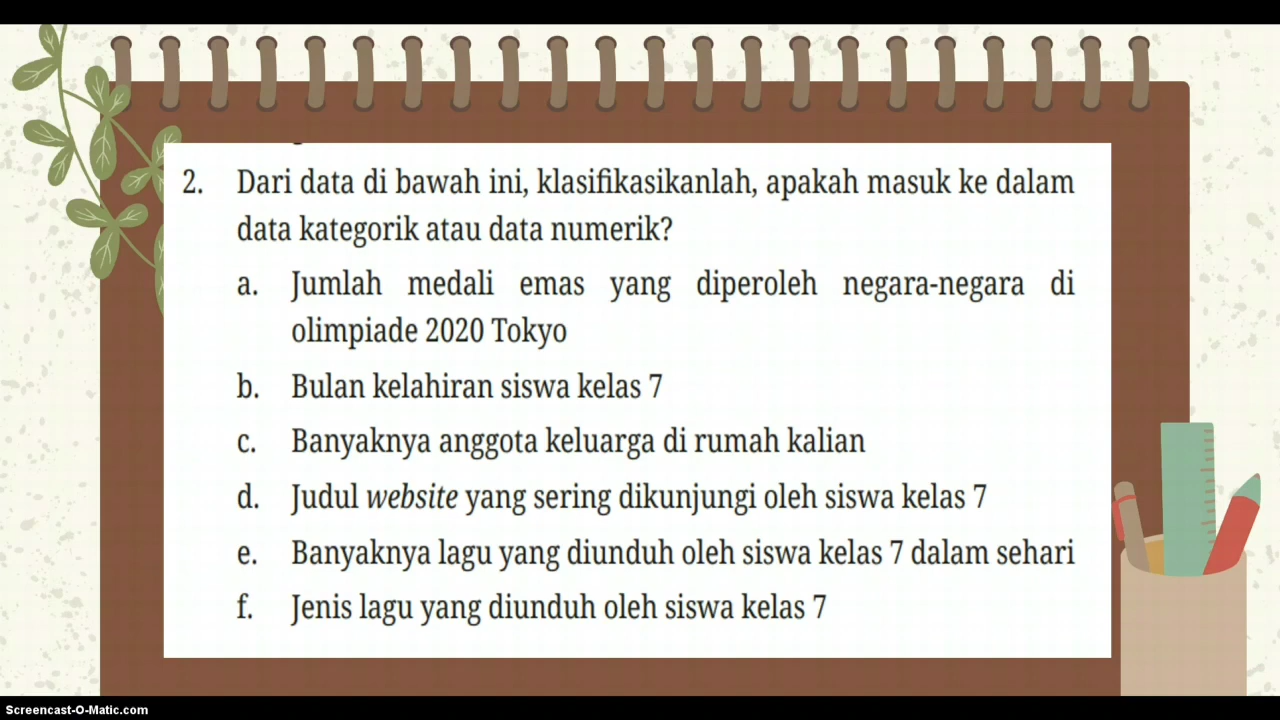 2. Dari data di bawah ini, klasifikasikanlah, apakah masuk ke dalam
data kategorik atau data numerik?
a. Jumlah medali emas yang diperoleh negara-negara di
olimpiade 2020 Tokyo
b. Bulan kelahiran siswa kelas 7
c. Banyaknya anggota keluarga di rumah kalian
d. Judul website yang sering dikunjungi oleh siswa kelas 7
e. Banyaknya lagu yang diunduh oleh siswa kelas 7 dalam sehari
f. Jenis lagu yang diunduh oleh siswa kelas 7
Screencast-O-Matic.com